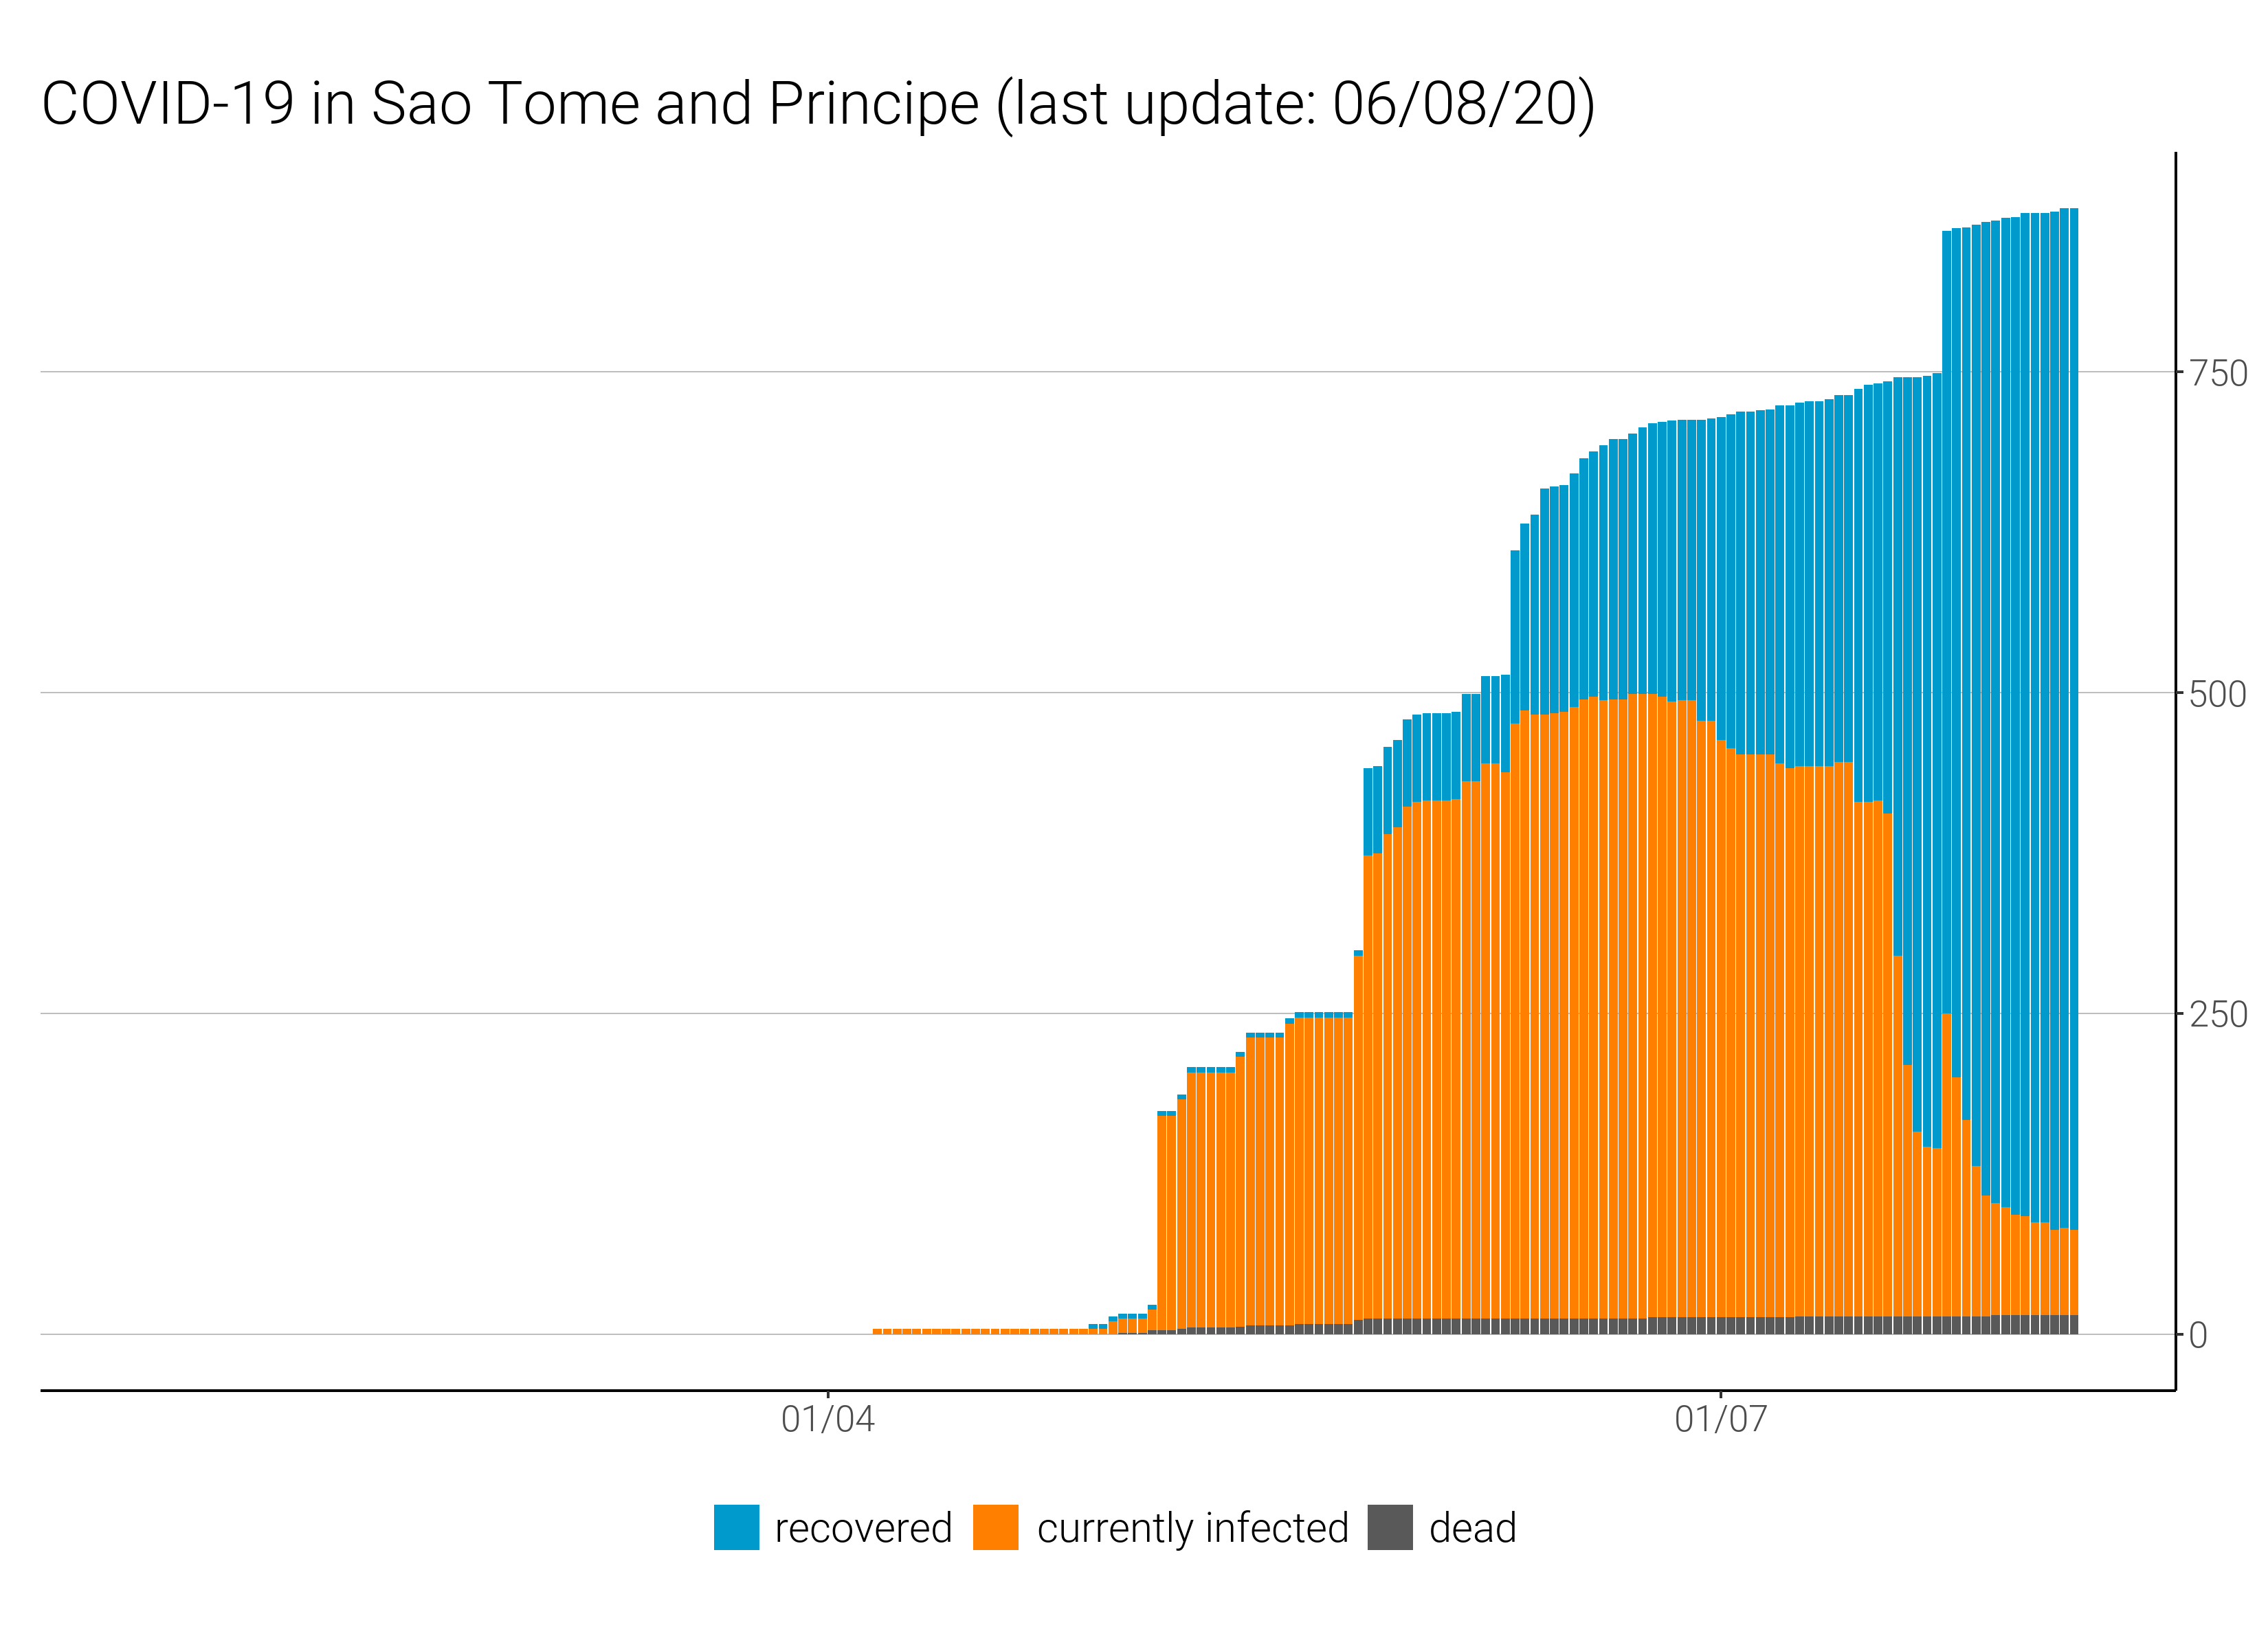 COVID-19 in Sao Tome and Principe (last update: 06/08/20)
750
500
250
0
01/04 01/07
recovered currently infected dead